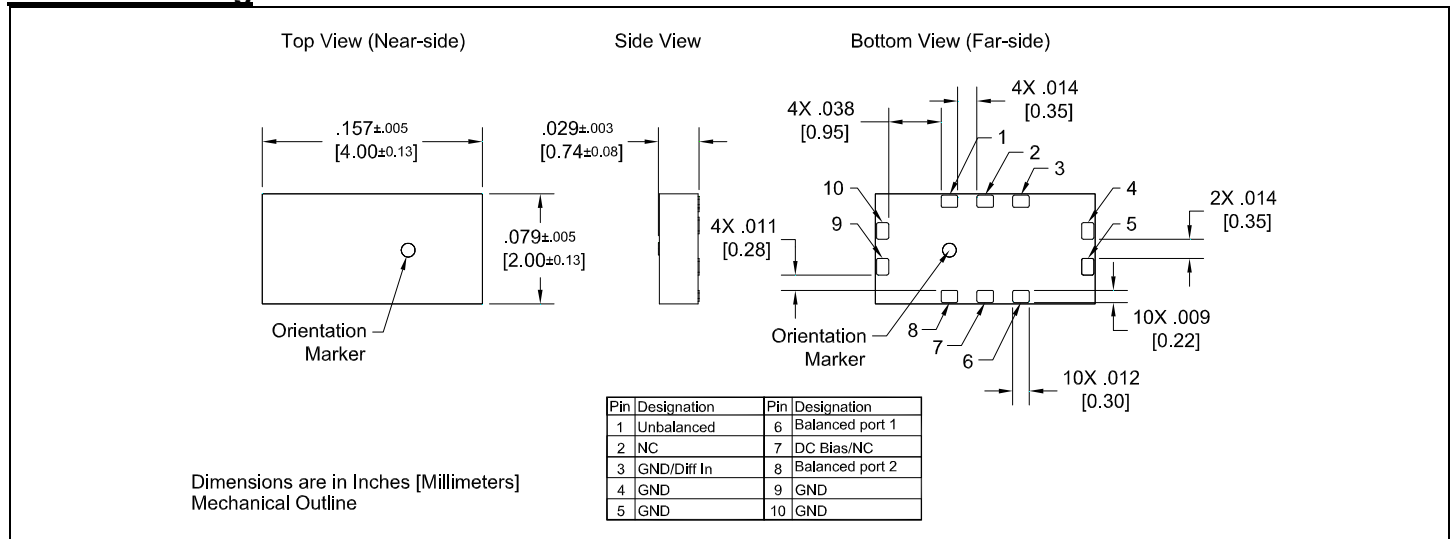 Top View (Near-side)
Side View
Bottom View (Far-side)
.157±.005
[4.00±0.13]
.079±.005
[2.00±0.13]
Orientation
Marker
.029±.003
[0.74±0.08]
4X .038
[0.95]
4X .014
[0.35]
1
2
3
4
5
10
9
4X .011
[0.28]
2X .014
[0.35]
10X .009
[0.22]
10X .012
[0.30]
8
7
6
Orientation
Marker
Pin Designation Pin Designation
1 Unbalanced 6 Balanced port 1
2 NC 7 DC Bias/NC
3 GND/Diff In 8 Balanced port 2
4 GND 9 GND
5 GND 10 GND
Dimensions are in Inches [Millimeters]
Mechanical Outline